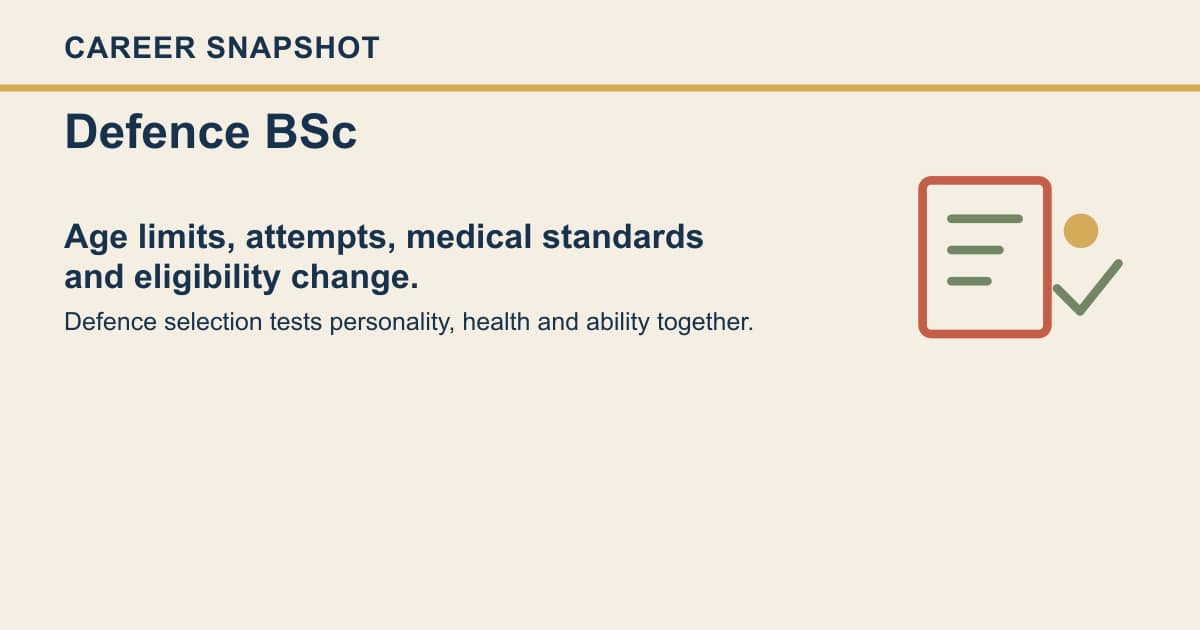 CAREER SNAPSHOT
Defence BSc
Age limits, attempts, medical standards
and eligibility change.
Defence selection tests personality, health and ability together.